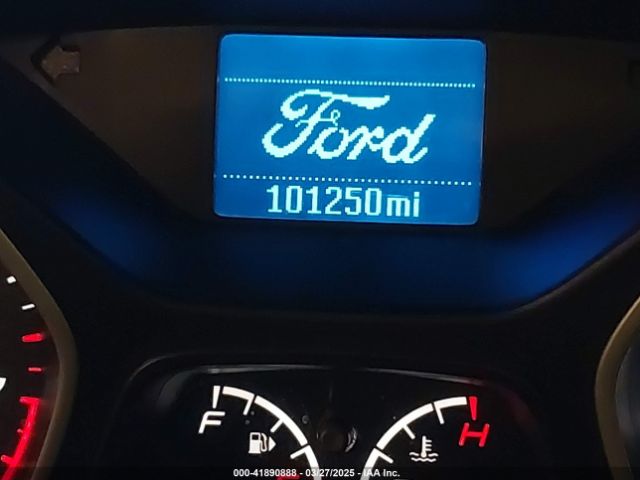 Ford
101250mi
F H
000-41890888 - 03/27/2025 - IAA Inc.